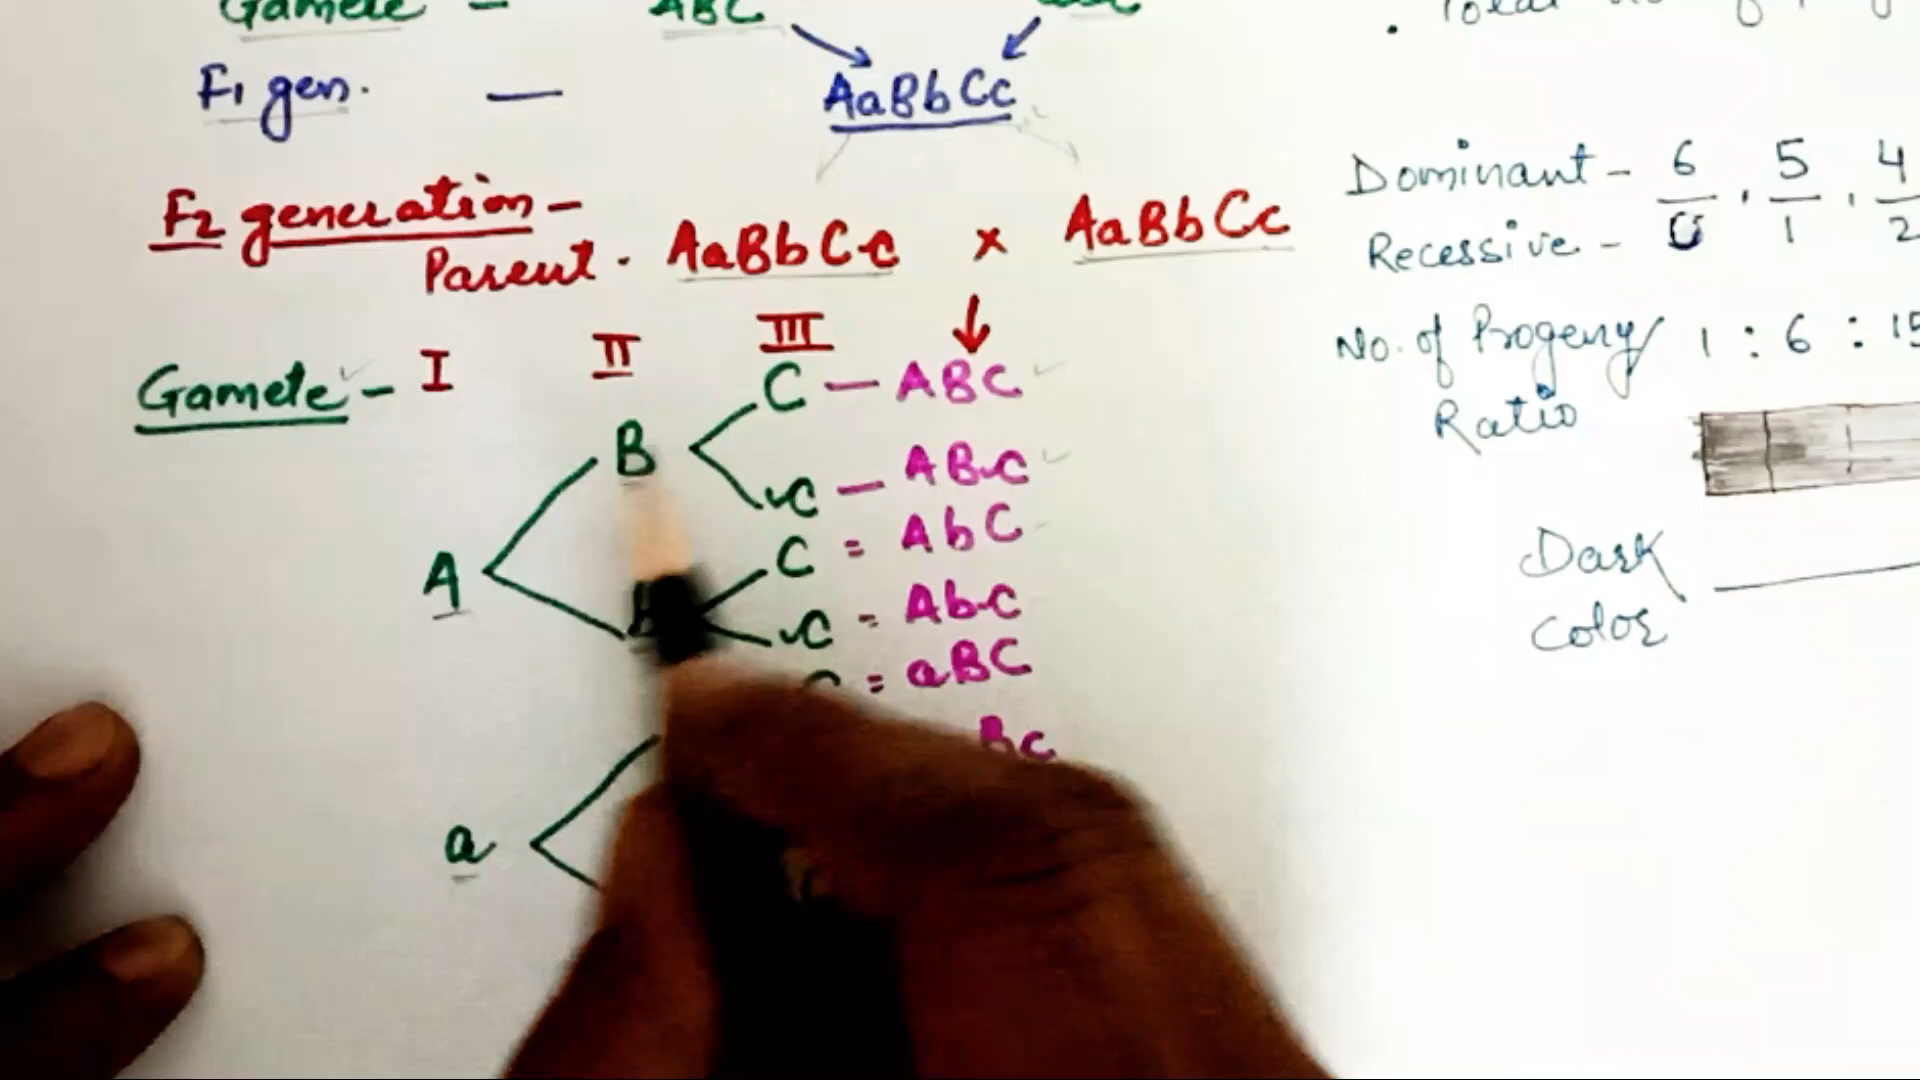 Gamete - ABC
F1 gen. — AaBbCc
F2 generation -
Parent . AaBbCc × AaBbCc
Gamete - I II III
C — ABC
B
c — ABc
C = AbC
A
c = Abc
= aBC
Bc
a
Dominant - 6/0 , 5/1 , 4/2
Recessive -
No. of Progeny 1 : 6 : 15
Ratio
Dark
Color